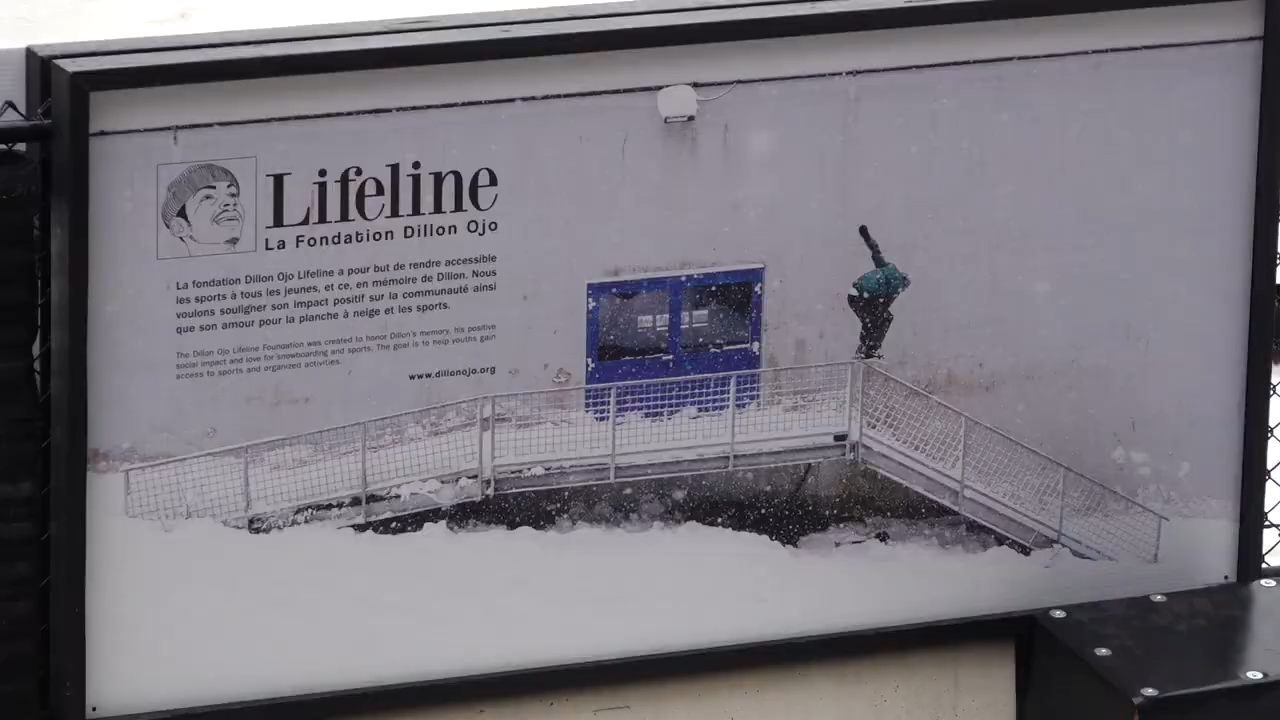 Lifeline
La Fondation Dillon Ojo
La fondation Dillon Ojo Lifeline a pour but de rendre accessible
les sports à tous les jeunes, et ce, en mémoire de Dillon. Nous
voulons souligner son impact positif sur la communauté ainsi
que son amour pour la planche à neige et les sports.
The Dillon Ojo Lifeline Foundation was created to honor Dillon's memory, his positive
social impact and love for snowboarding and sports. The goal is to help youths gain
access to sports and organized activities.
www.dillonojo.org